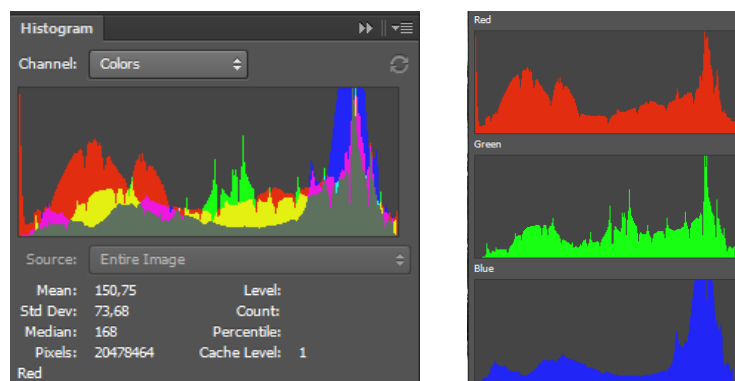 Histogram
Channel: Colors
Source: Entire Image
Mean: 150,75 Level:
Std Dev: 73,68 Count:
Median: 168 Percentile:
Pixels: 20478464 Cache Level: 1
Red
Red
Green
Blue